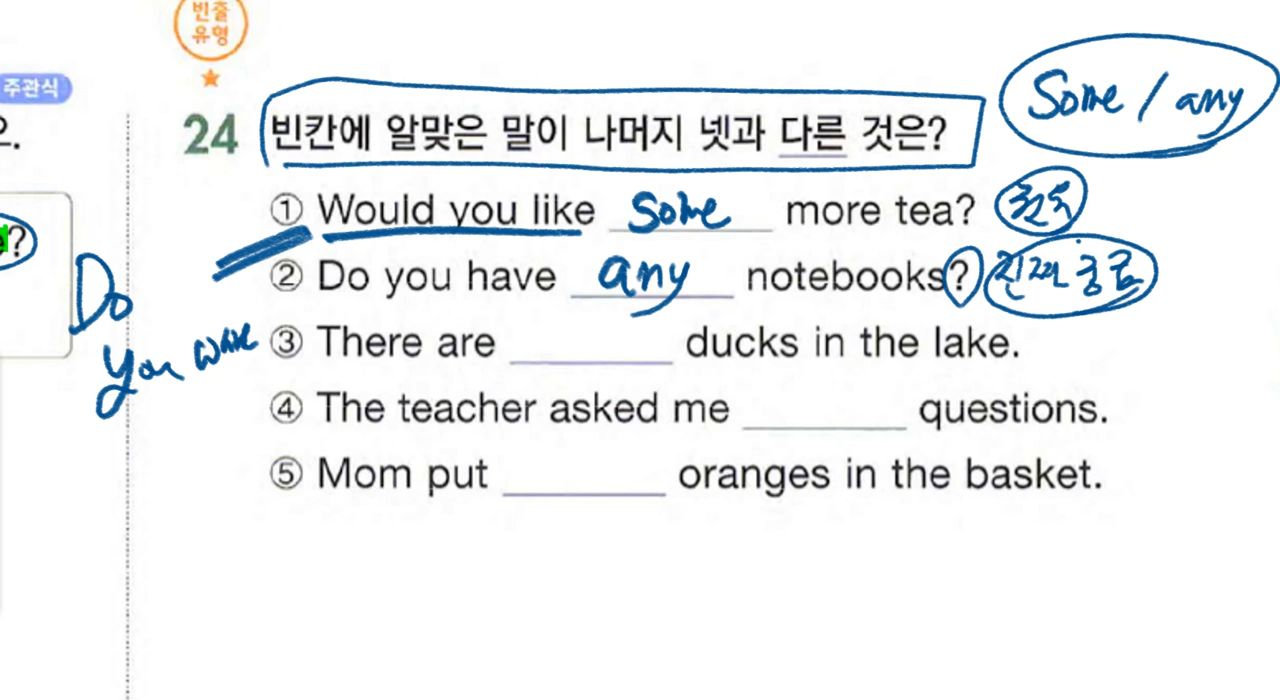 빈출
유형
주관식
24 빈칸에 알맞은 말이 나머지 넷과 다른 것은?
Some / any
① Would you like some more tea? 권유
② Do you have any notebooks? 진짜 궁금
Do
you want
③ There are ________ ducks in the lake.
④ The teacher asked me ________ questions.
⑤ Mom put ________ oranges in the basket.